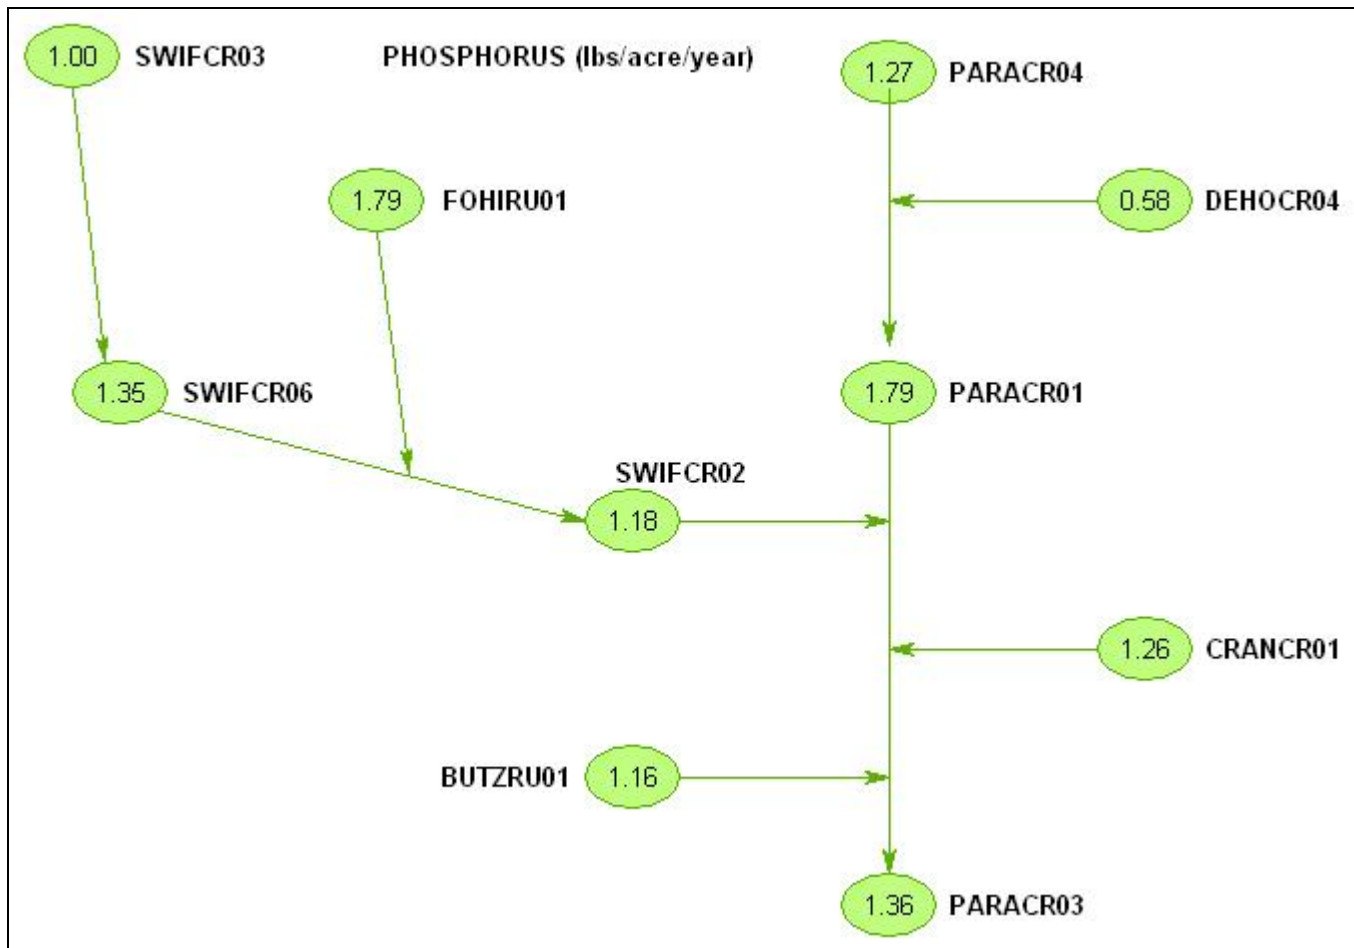 1.00 SWIFCR03 PHOSPHORUS (lbs/acre/year) 1.27 PARACR04
1.79 FOHIRU01 0.58 DEHOCR04
1.35 SWIFCR06 1.79 PARACR01
SWIFCR02
1.18
1.26 CRANCR01
BUTZRU01 1.16
1.36 PARACR03